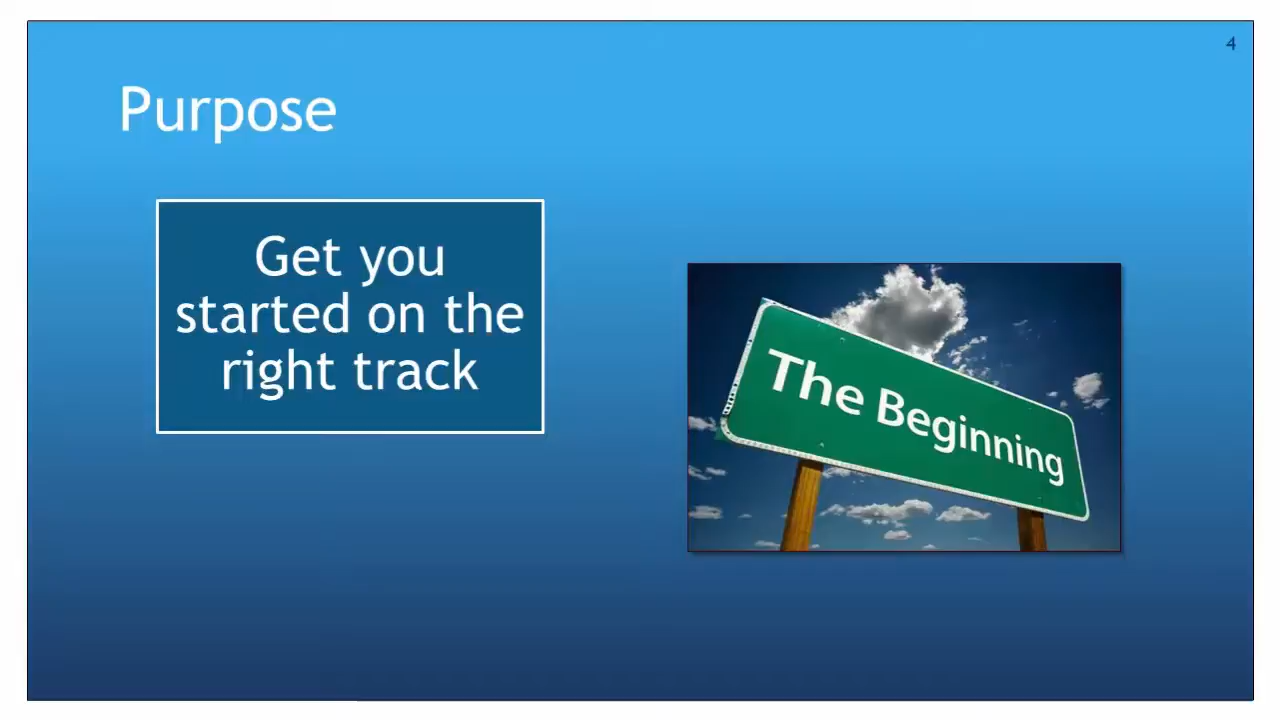 4
Purpose
Get you
started on the
right track
The Beginning